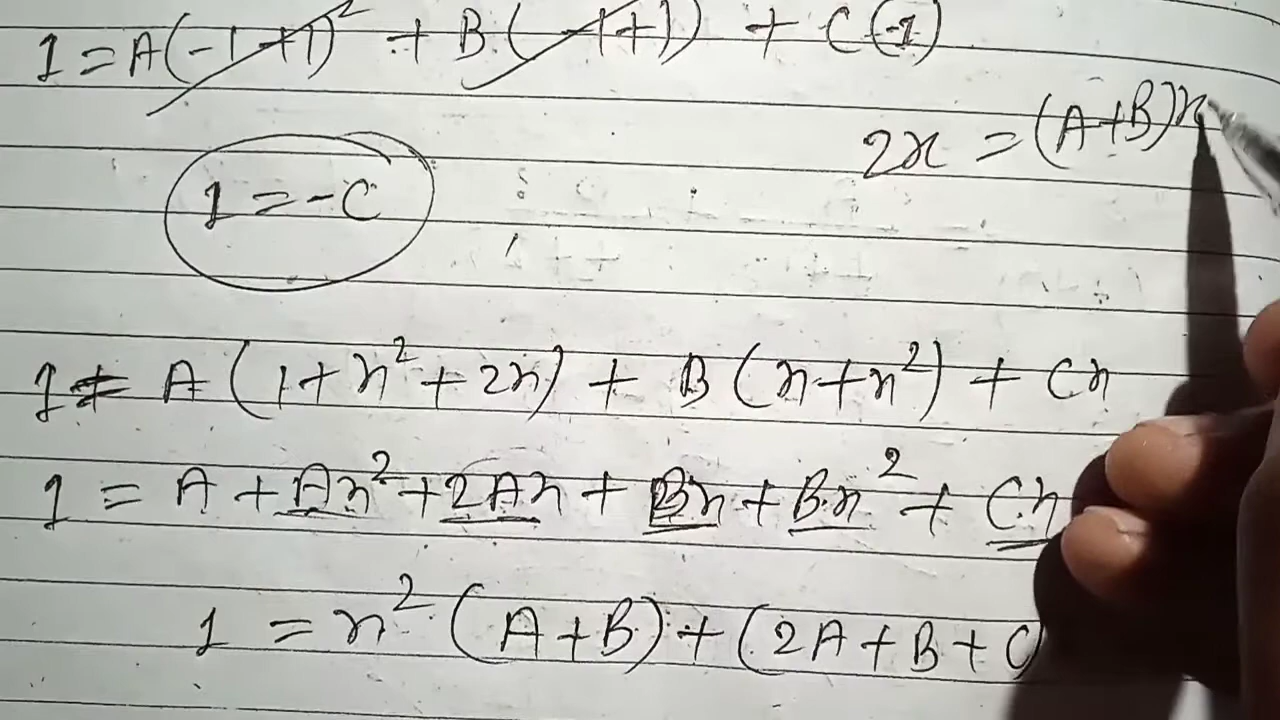 1 = A(-1+1)² + B(-1+1) + C(-1)
2x = (A+B)x
1 = -C
1 = A(1+x²+2x) + B(x+x²) + Cx
1 = A + Ax² + 2Ax + Bx + Bx² + Cx
1 = x²(A+B) + (2A+B+C)